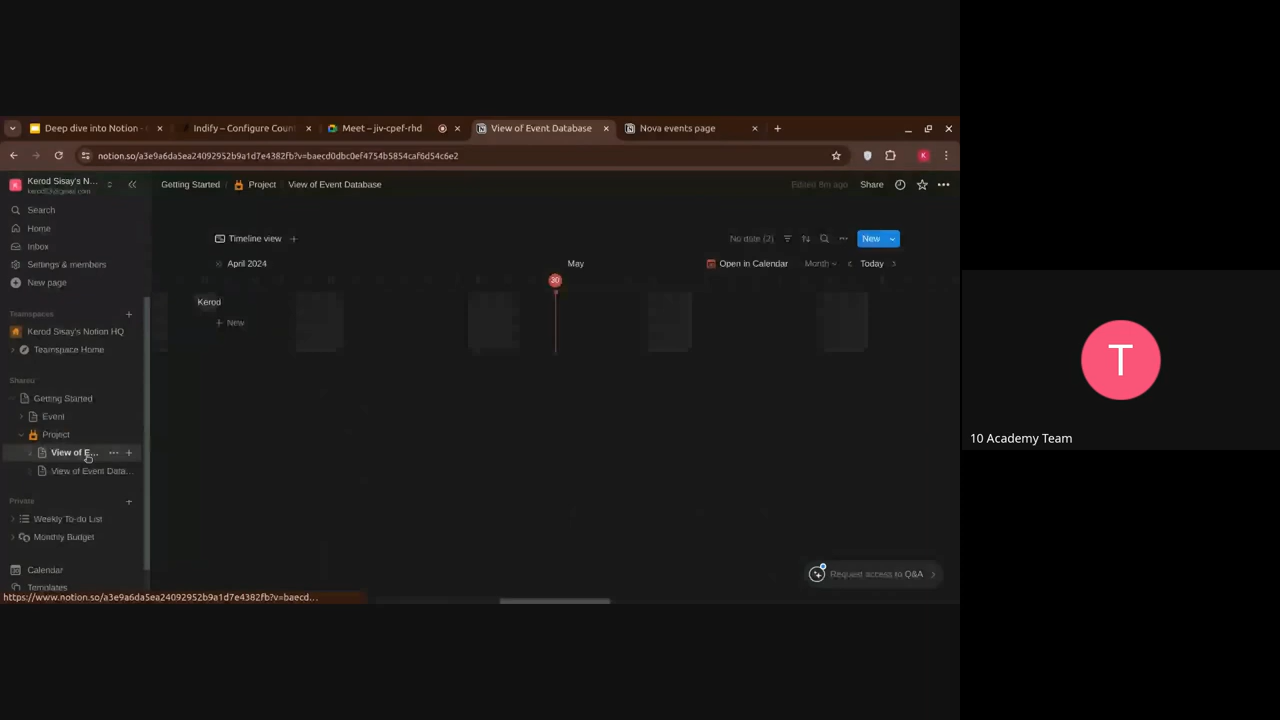 Deep dive into Notion -
Indify – Configure Coun
Meet – jiv-cpef-rhd
View of Event Database
Nova events page
notion.so/a3e9a6da5ea24092952b9a1d7e4382fb?v=baecd0dbc0ef4754b5854caf6d54c6e2
K
K
Kerod Sisay's N...
Getting Started / Project / View of Event Database
Edited 8m ago
Share
Search
Home
Inbox
Settings & members
New page
Timeline view
No date (2)
New
April 2024
May
Open in Calendar
Month
Today
30
Kerod
+ New
Teamspaces
Kerod Sisay's Notion HQ
Teamspace Home
Shared
Getting Started
Event
Project
View of E...
View of Event Data...
Private
Weekly To-do List
Monthly Budget
Calendar
Templates
Request access to Q&A
https://www.notion.so/a3e9a6da5ea24092952b9a1d7e4382fb?v=baecd...
T
10 Academy Team